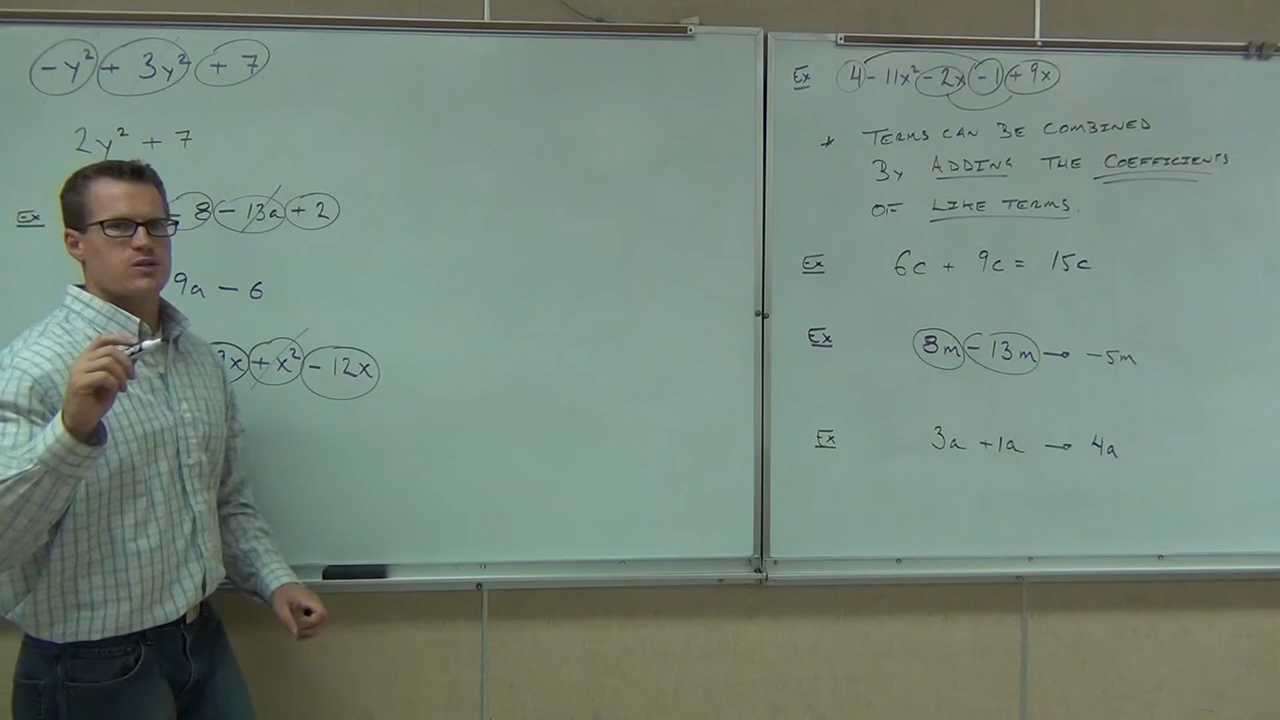 -y² + 3y² + 7
2y² + 7
Ex - 8 - 13a + 2
9a - 6
x + x² - 12x
Ex 4 - 11x² - 2x - 1 + 9x
* TERMS CAN BE COMBINED
BY ADDING THE COEFFICIENTS
OF LIKE TERMS.
Ex 6c + 9c = 15c
Ex 8m - 13m → -5m
Ex 3a + 1a → 4a